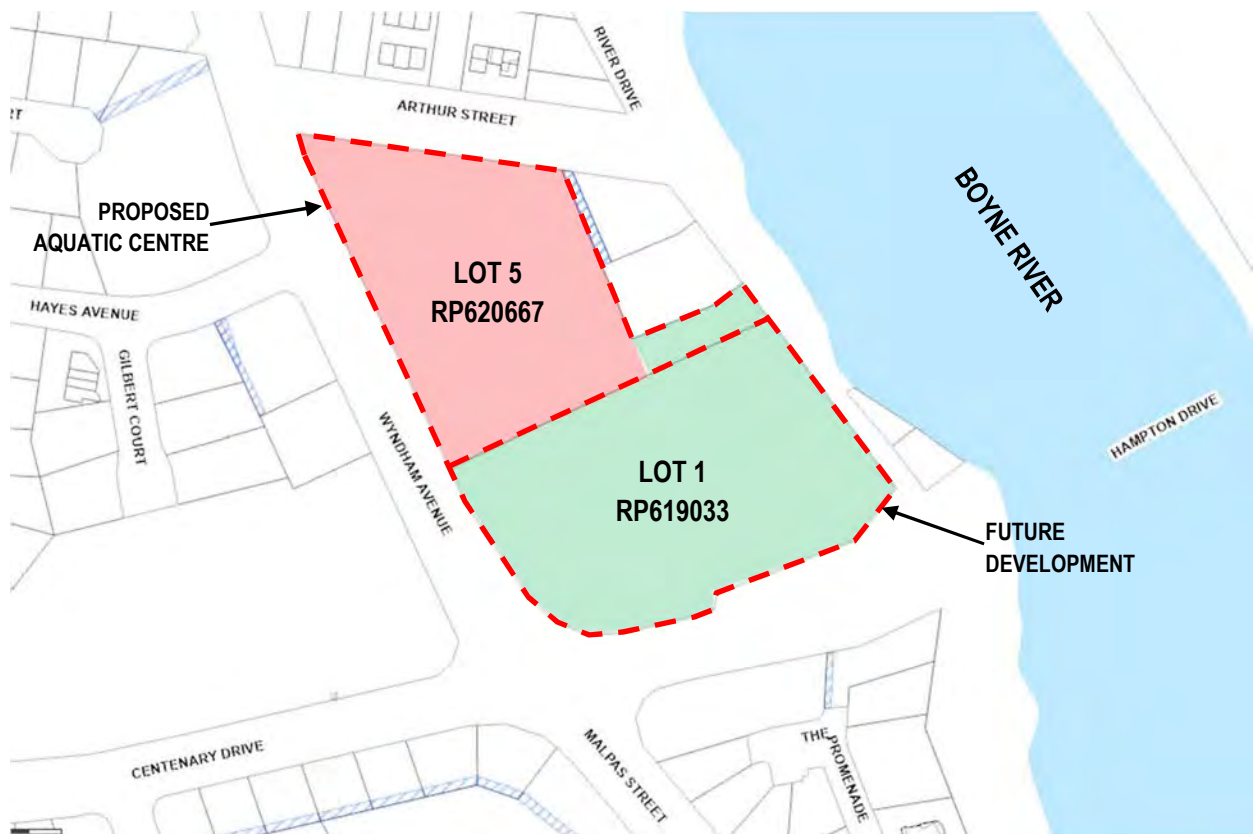 RIVER DRIVE
ARTHUR STREET
RT
PROPOSED
AQUATIC CENTRE
BOYNE RIVER
LOT 5
RP620667
HAYES AVENUE
GILBERT COURT
WYNDHAM AVENUE
HAMPTON DRIVE
LOT 1
RP619033
FUTURE
DEVELOPMENT
CENTENARY DRIVE
MALPAS STREET
THE PROMENADE